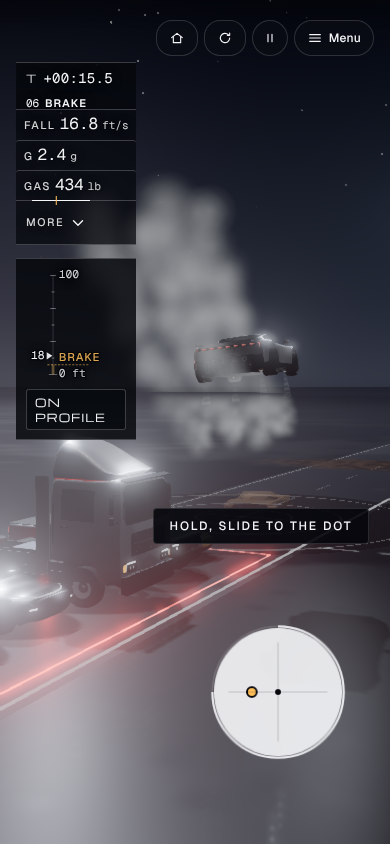 Menu
T +00:15.5
06 BRAKE
FALL 16.8 ft/s
G 2.4 g
GAS 434 lb
MORE
100
18
BRAKE
0 ft
ON
PROFILE
HOLD, SLIDE TO THE DOT